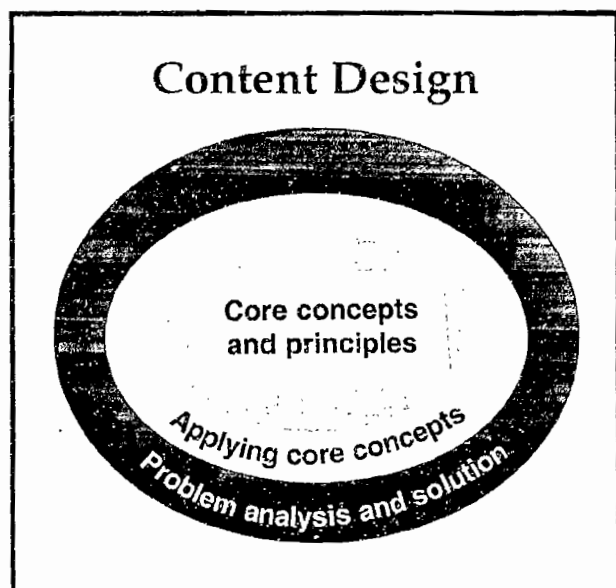 Content Design
Core concepts
and principles
Applying core concepts
Problem analysis and solution